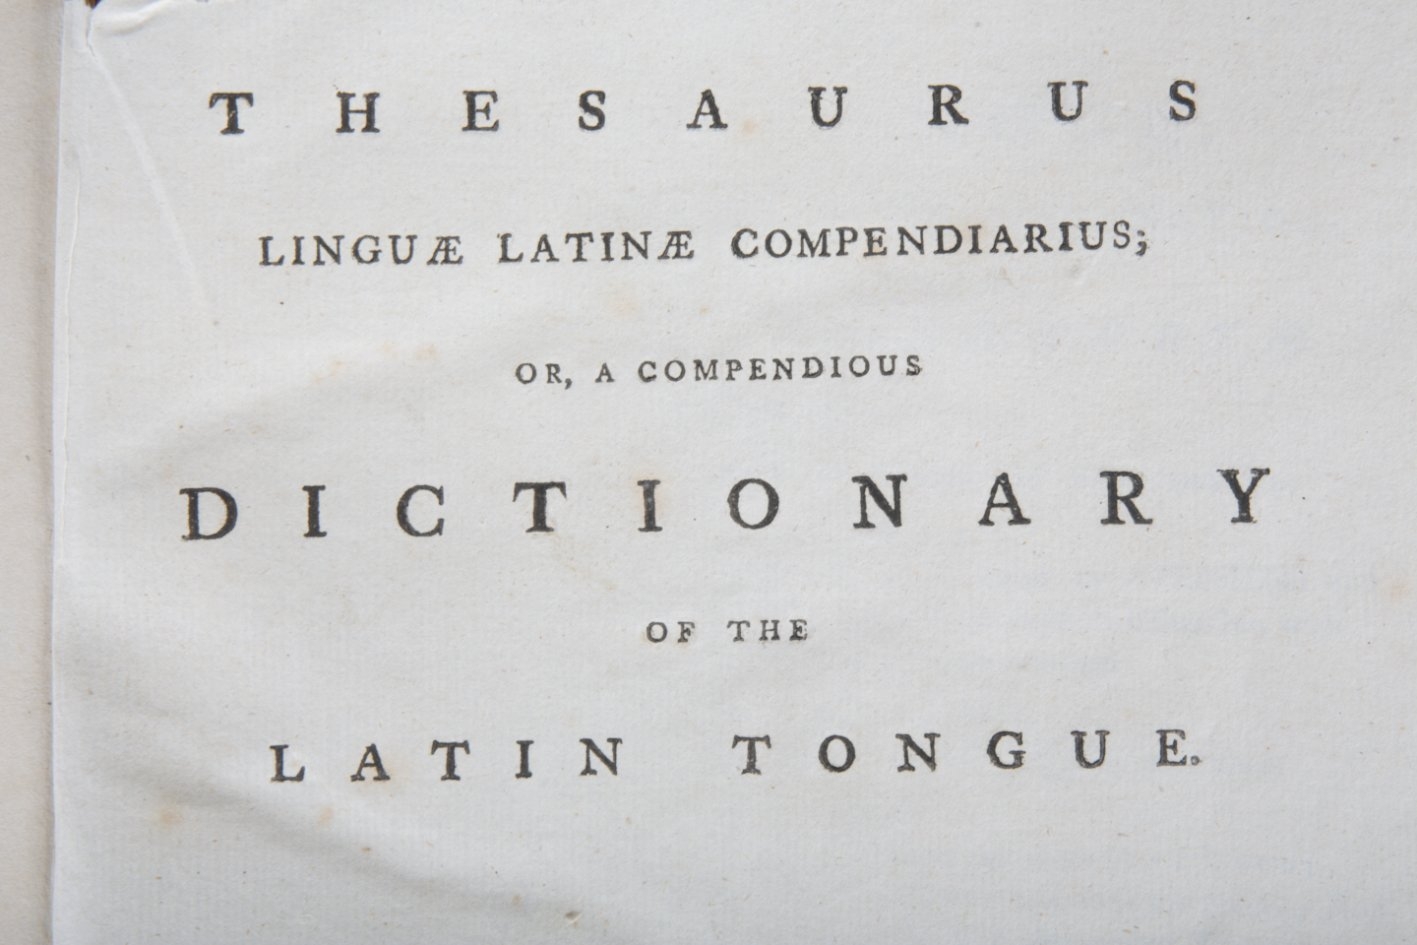 THESAURUS
LINGUÆ LATINÆ COMPENDIARIUS;
OR, A COMPENDIOUS
DICTIONARY
OF THE
LATIN TONGUE.